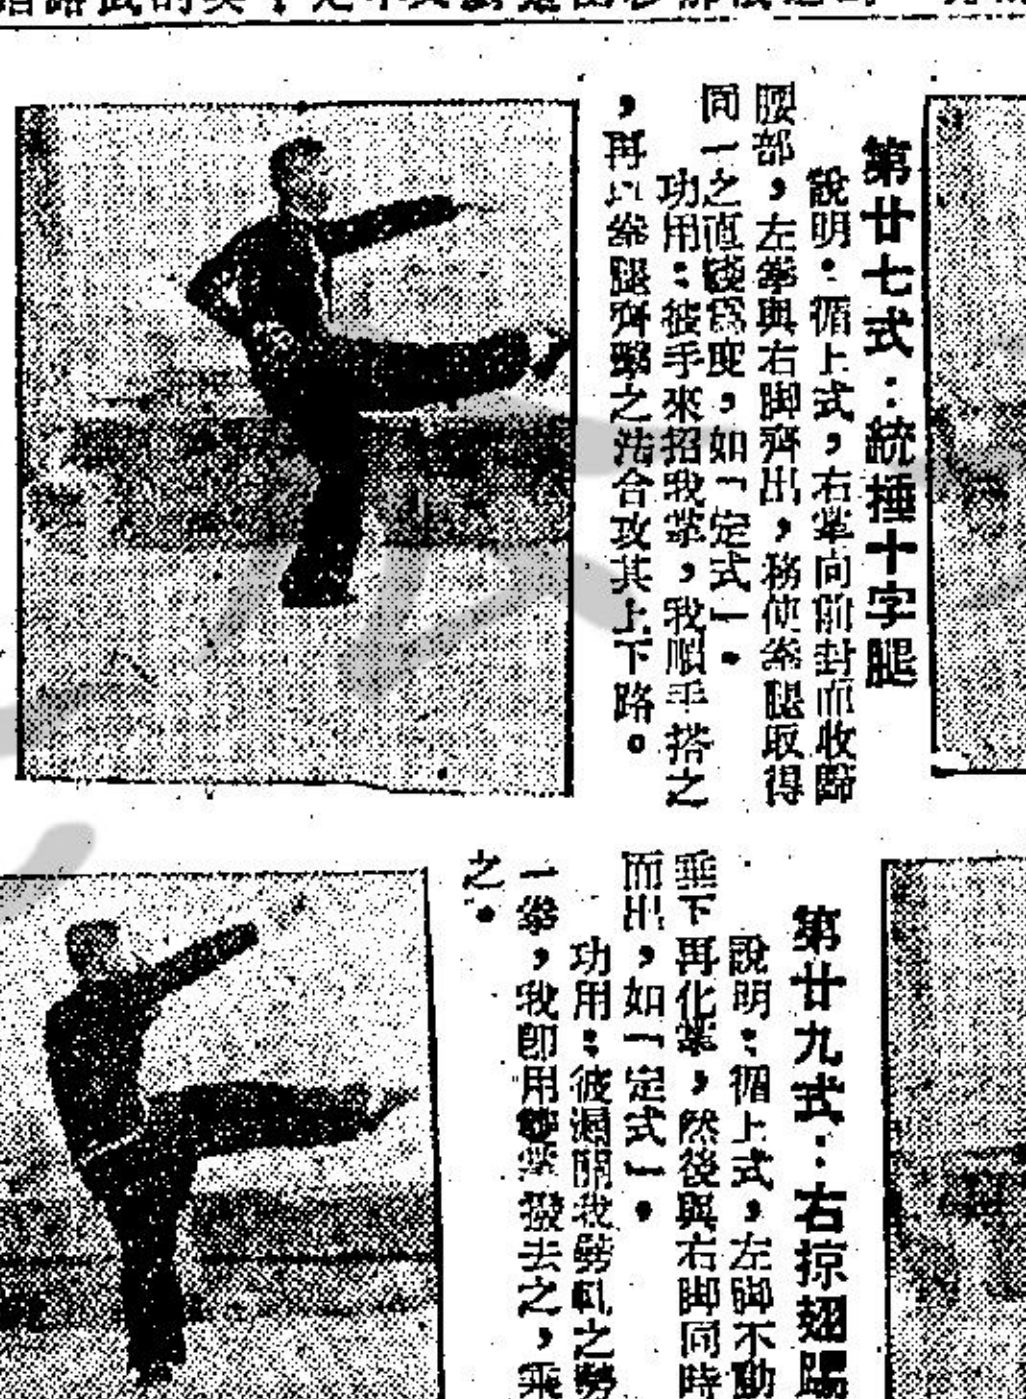 第廿七式：統捶十字腿
說明：循上式，右掌向前封而收歸
腰部，左拳與右脚齊出，務使拳腿取得
同一之直綫爲度，如「定式」。
功用：彼手來招我掌，我順手搭之
，再以拳腿齊擊之法合攻其上下路。
第廿九式：右掠翅踢
說明：循上式，左脚不動
垂下再化掌，然後與右脚同時
而出，如「定式」。
功用：彼漏開我劈軋之勢
一拳，我卽用雙掌撥去之，飛
之。